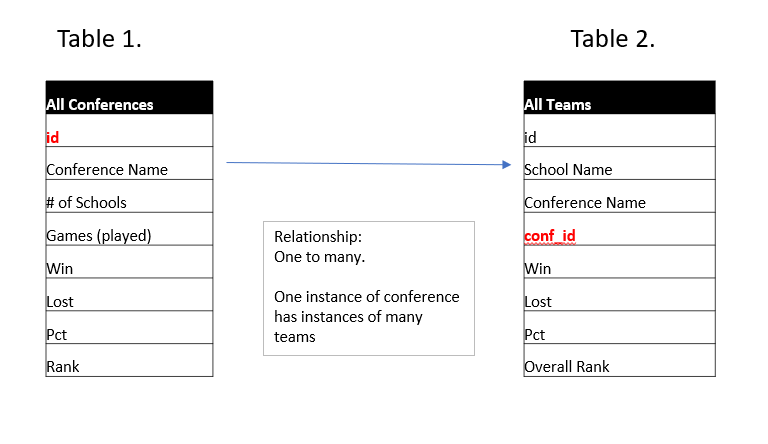 Table 1.
Table 2.
All Conferences
id
Conference Name
# of Schools
Games (played)
Win
Lost
Pct
Rank
Relationship:
One to many.
One instance of conference
has instances of many
teams
All Teams
id
School Name
Conference Name
conf_id
Win
Lost
Pct
Overall Rank